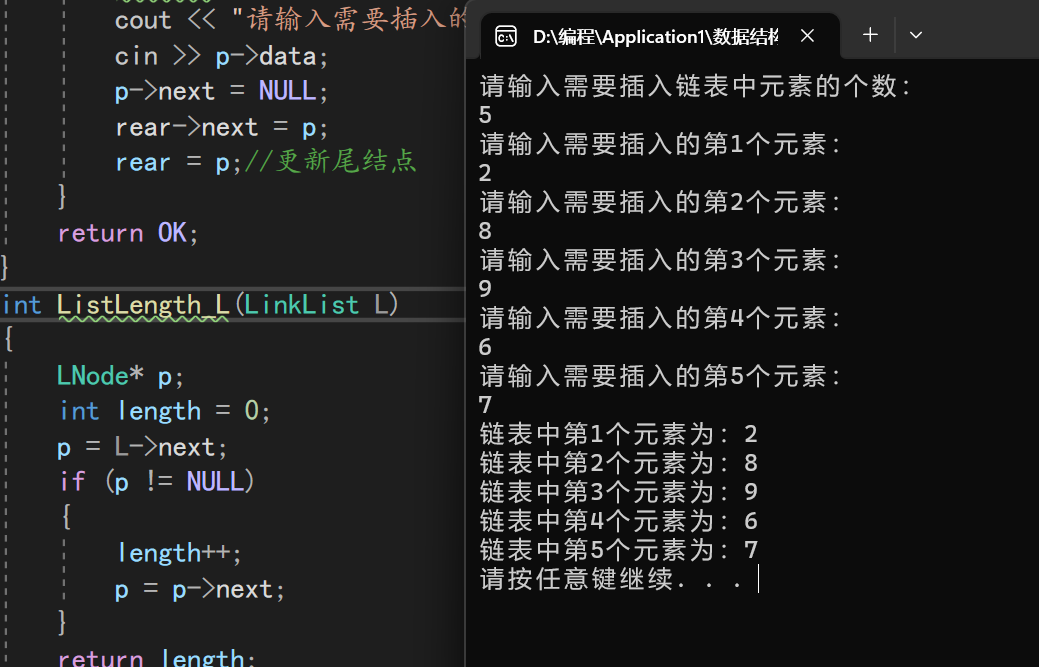 cout << "请输入需要插入的
cin >> p->data;
p->next = NULL;
rear->next = p;
rear = p;//更新尾结点
}
return OK;
}
int ListLength_L(LinkList L)
{
LNode* p;
int length = 0;
p = L->next;
if (p != NULL)
{
length++;
p = p->next;
}
return length;
D:\编程\Application1\数据结构
请输入需要插入链表中元素的个数：
5
请输入需要插入的第1个元素：
2
请输入需要插入的第2个元素：
8
请输入需要插入的第3个元素：
9
请输入需要插入的第4个元素：
6
请输入需要插入的第5个元素：
7
链表中第1个元素为：2
链表中第2个元素为：8
链表中第3个元素为：9
链表中第4个元素为：6
链表中第5个元素为：7
请按任意键继续. . .